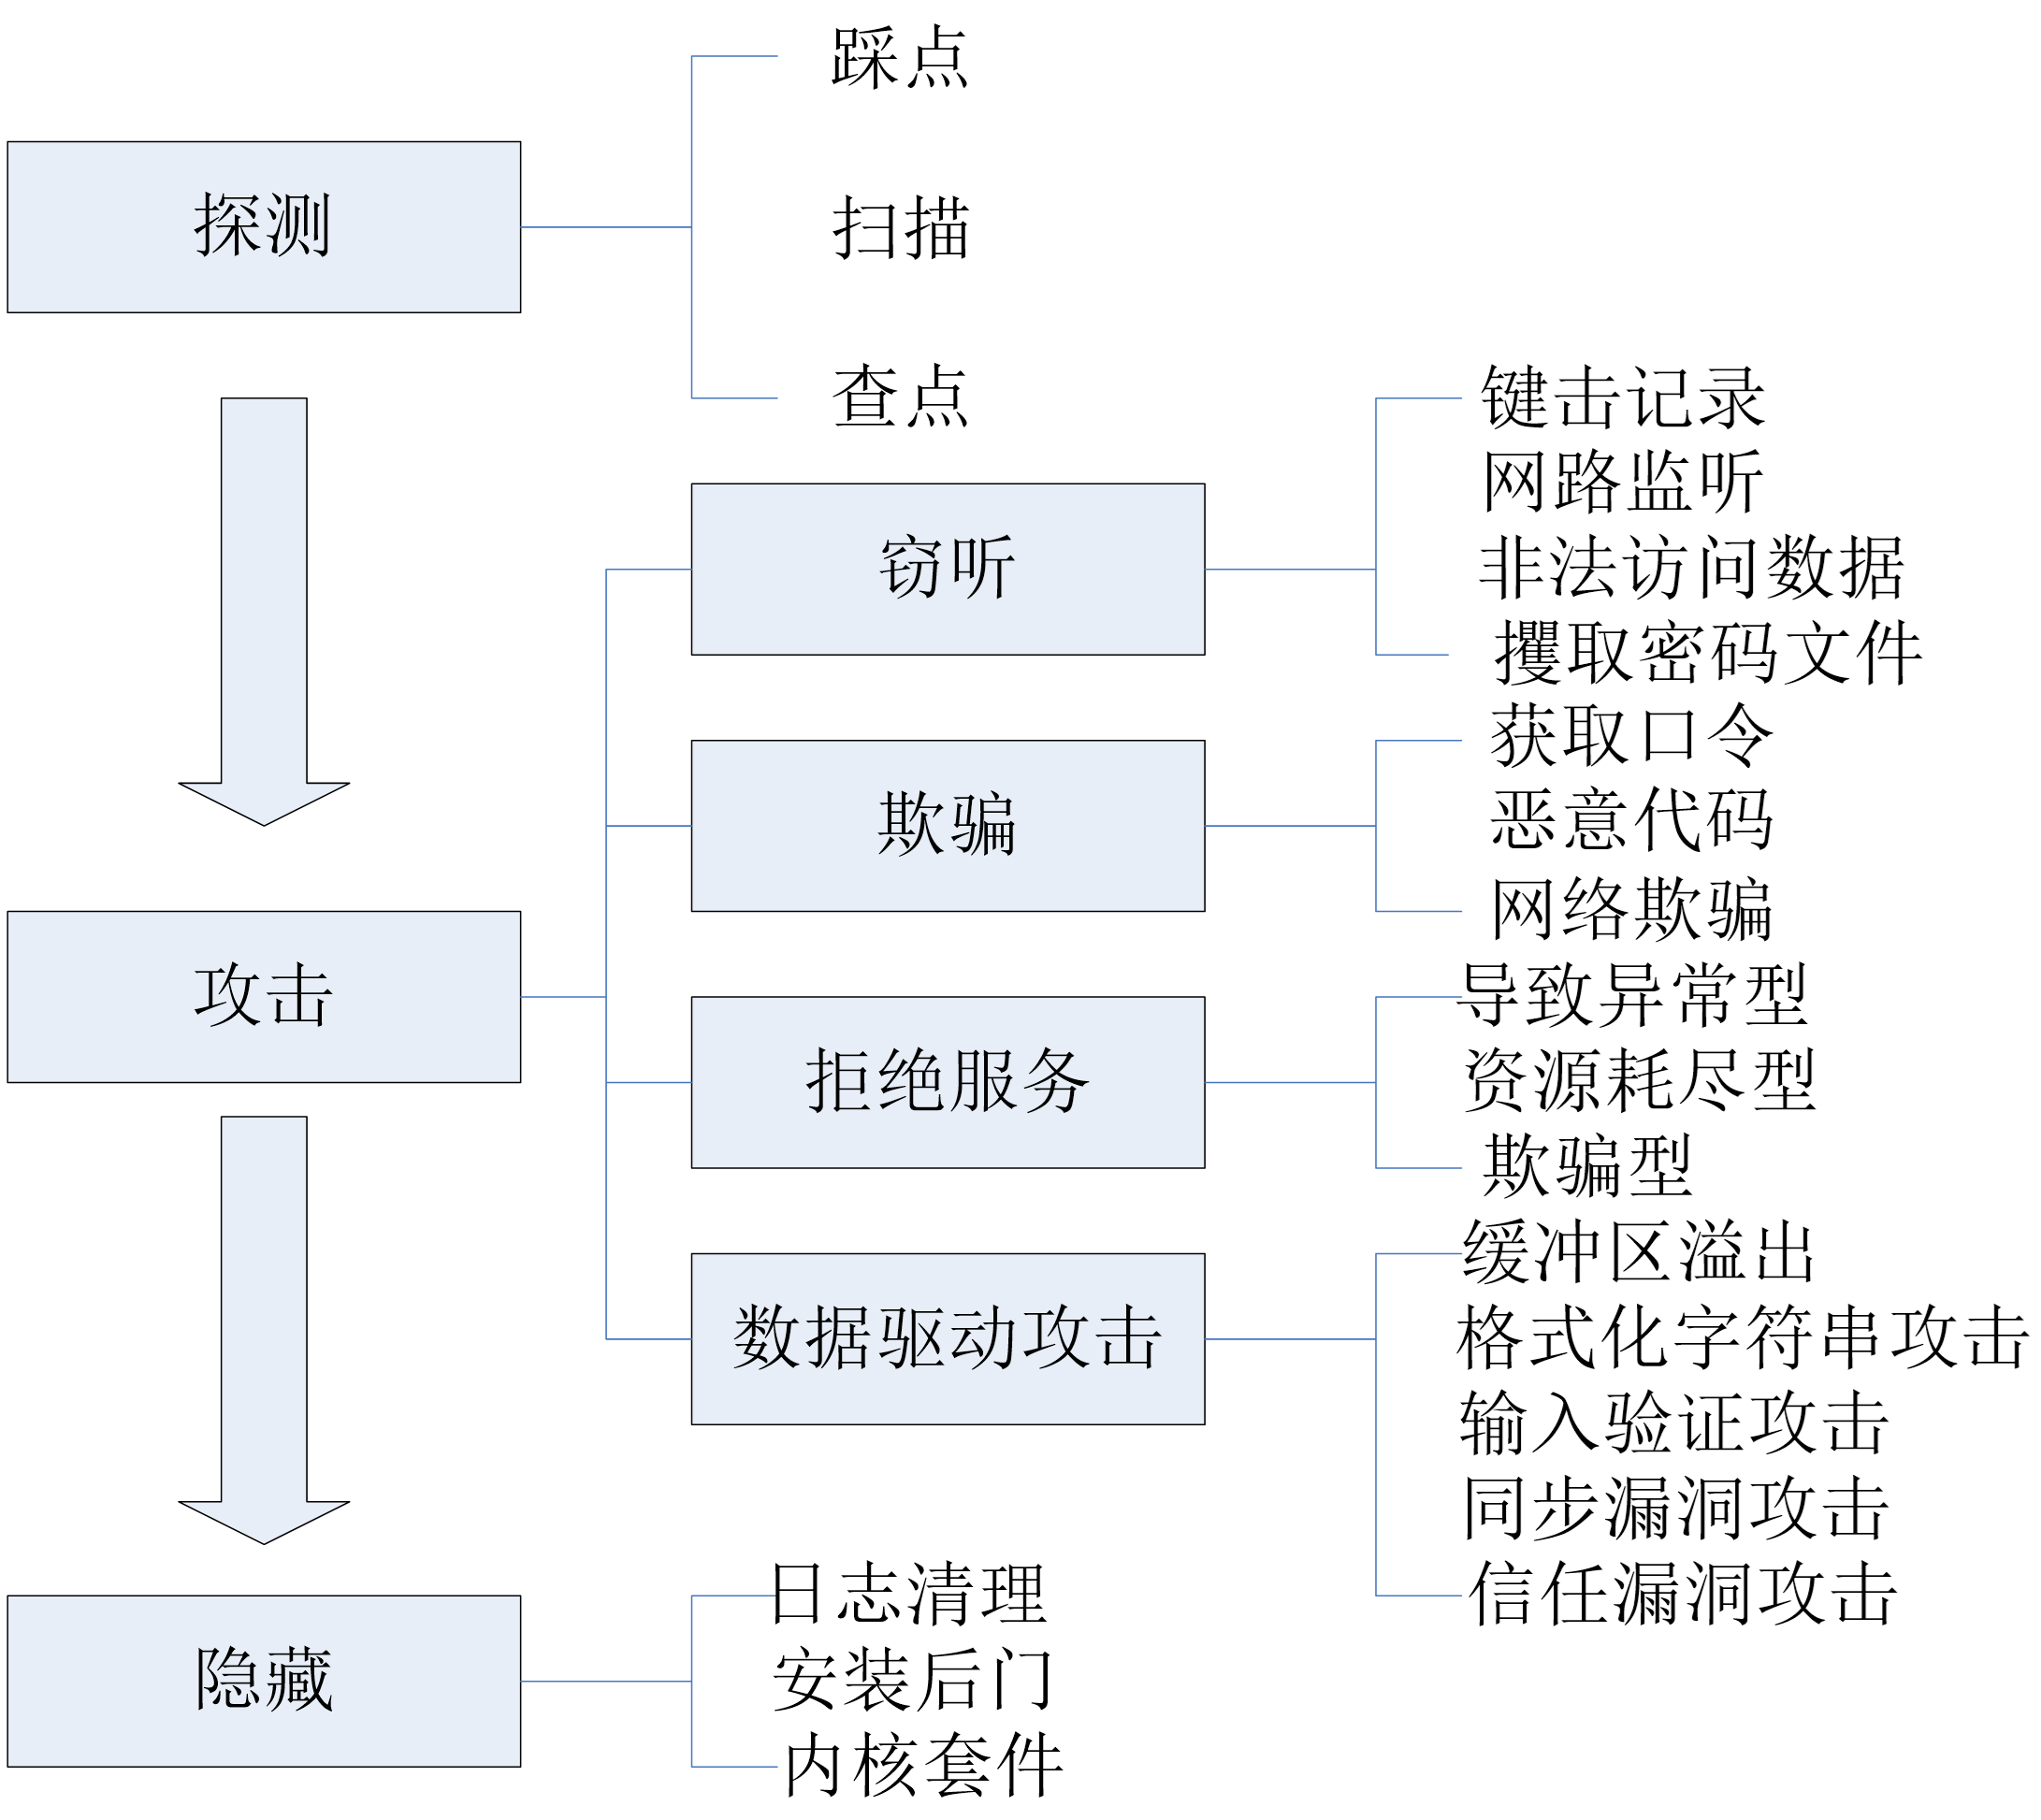 踩点
探测
扫描
查点
键击记录
网路监听
窃听
非法访问数据
攫取密码文件
获取口令
欺骗
恶意代码
网络欺骗
攻击
导致异常型
拒绝服务
资源耗尽型
欺骗型
缓冲区溢出
数据驱动攻击
格式化字符串攻击
输入验证攻击
同步漏洞攻击
信任漏洞攻击
隐藏
日志清理
安装后门
内核套件